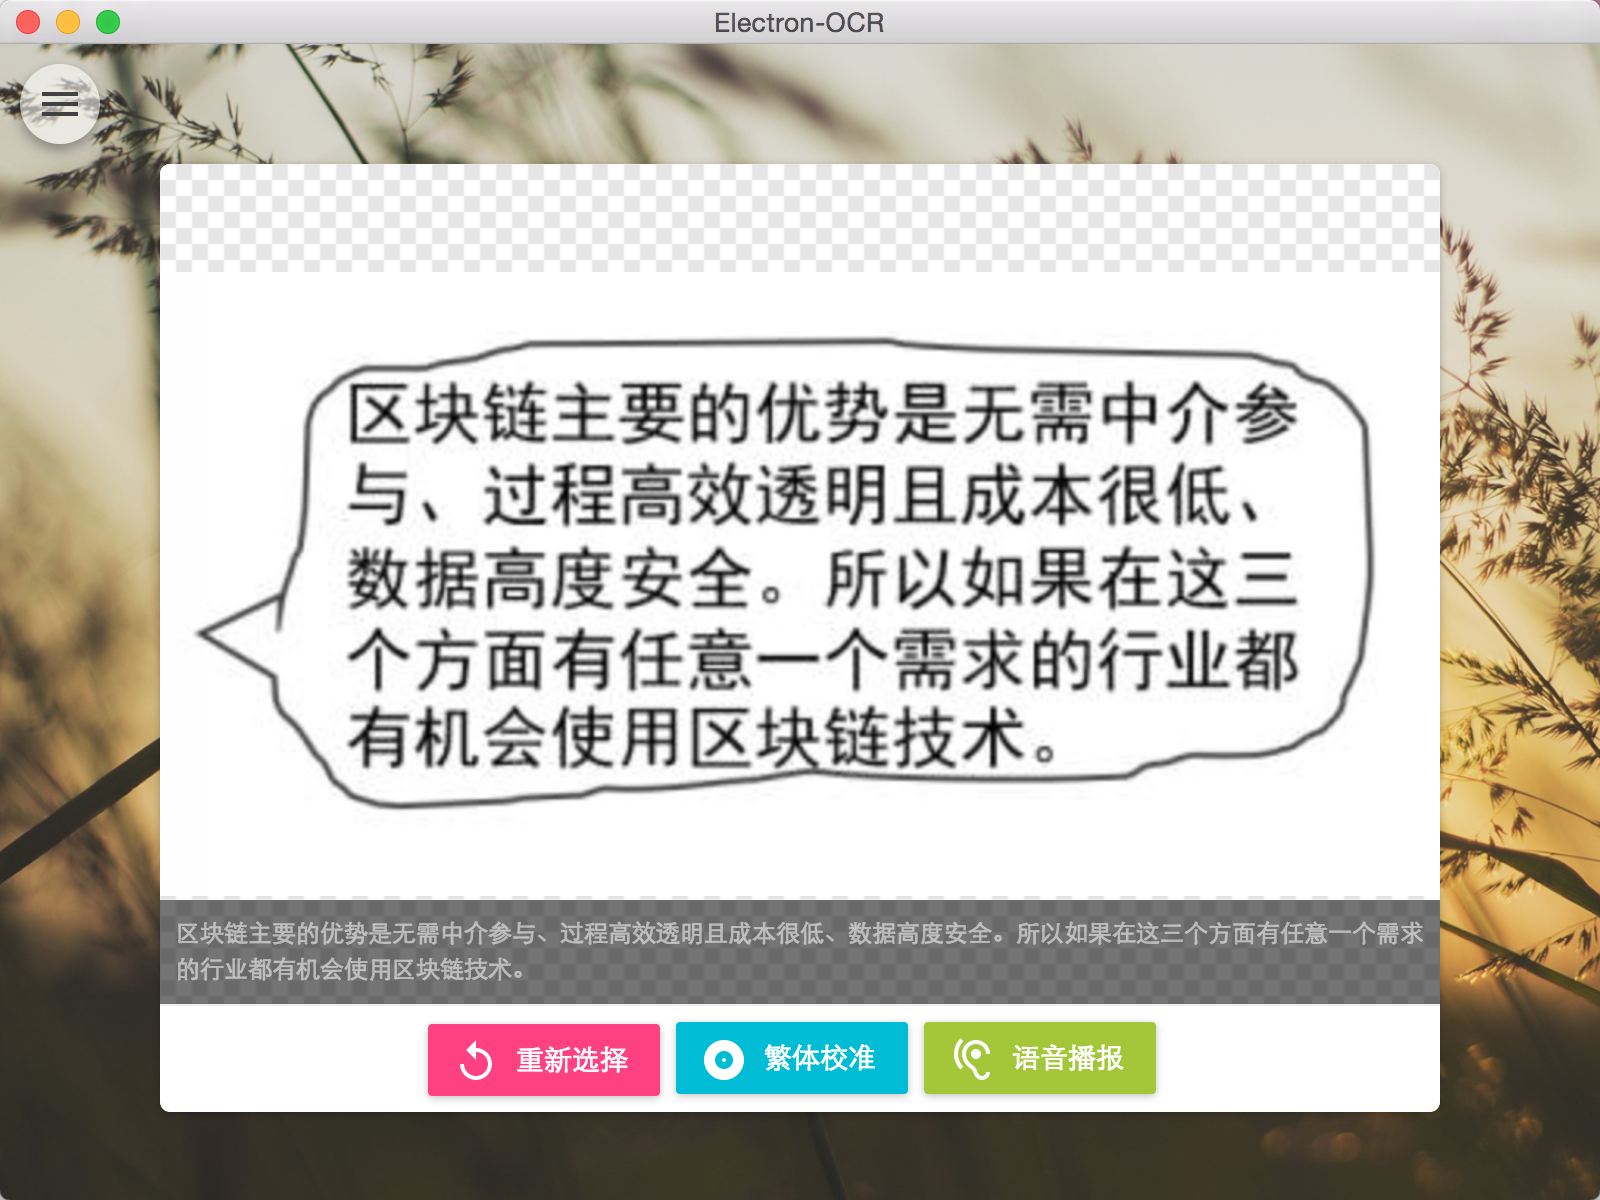 Electron-OCR
区块链主要的优势是无需中介参
与、过程高效透明且成本很低、
数据高度安全。所以如果在这三
个方面有任意一个需求的行业都
有机会使用区块链技术。
区块链主要的优势是无需中介参与、过程高效透明且成本很低、数据高度安全。所以如果在这三个方面有任意一个需求
的行业都有机会使用区块链技术。
重新选择
繁体校准
语音播报